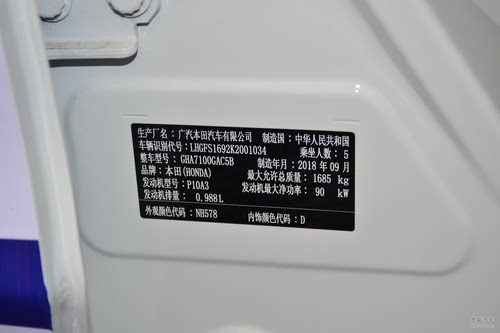 生产厂名：广汽本田汽车有限公司 制造国：中华人民共和国
车辆识别代号：LHGFS1692K2001034 乘坐人数：5
整车型号：GHA7100GAC5B 制造年月：2018年09月
品牌：本田(HONDA) 最大允许总质量：1685 kg
发动机型号：P10A3 发动机最大净功率：90 kW
发动机排量：0.988L
外观颜色代码：NH578 内饰颜色代码：D